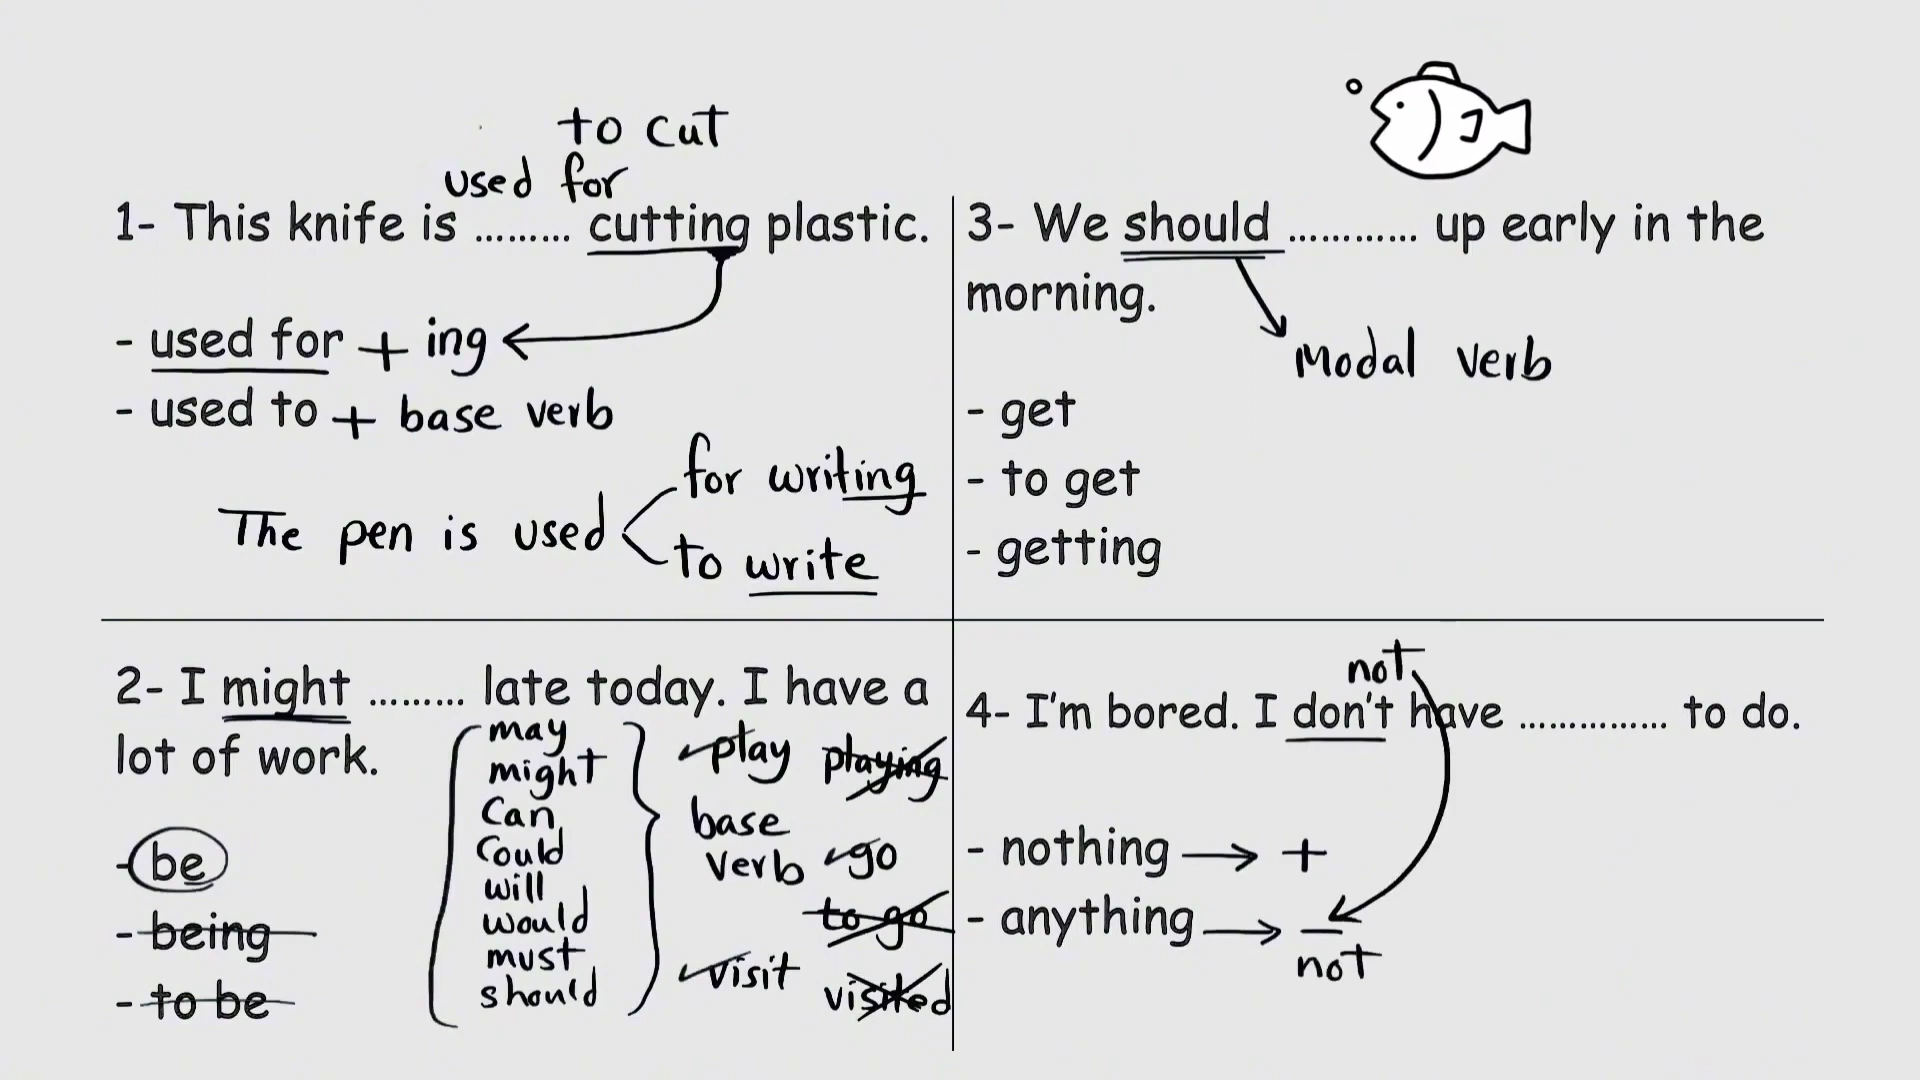 to cut
used for
1- This knife is ......... cutting plastic.
- used for + ing
- used to + base verb
The pen is used
for writing
to write
2- I might ......... late today. I have a
lot of work.
- be
- being
- to be
may
might
Can
Could
will
would
must
should
play playing
base
verb
go
to go
visit visited
3- We should ............ up early in the
morning.
Modal verb
- get
- to get
- getting
not
4- I'm bored. I don't have ............... to do.
- nothing → +
- anything → —
not